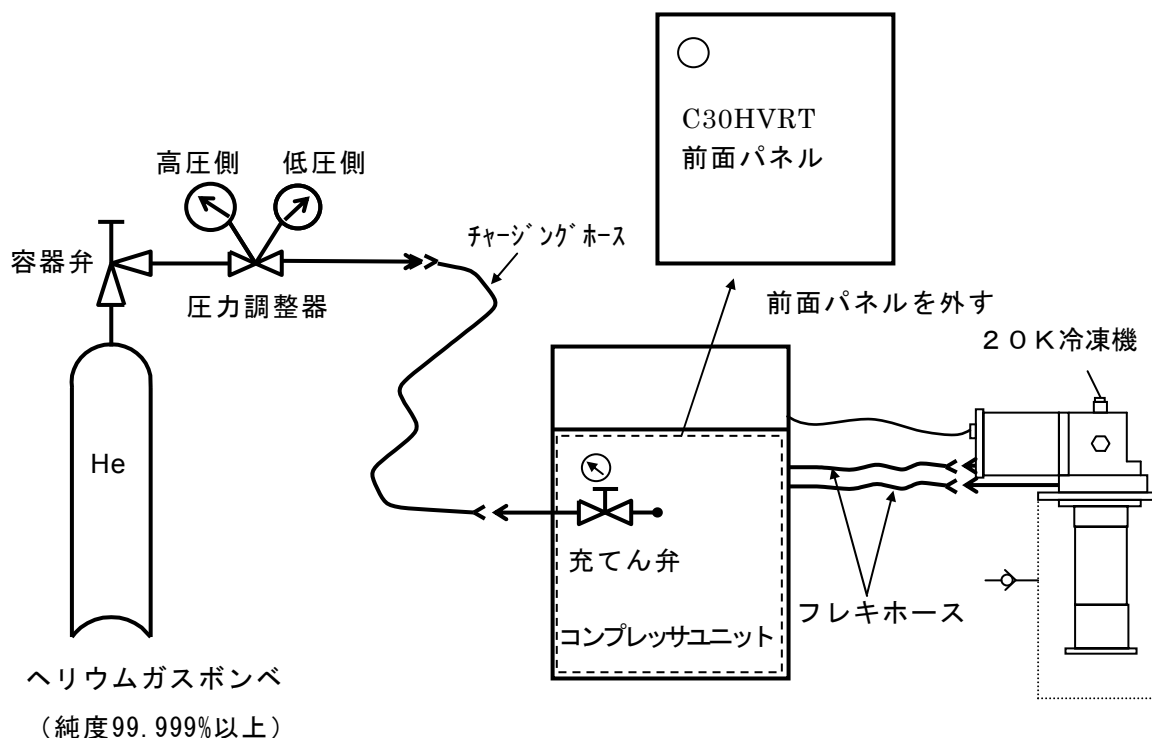 C30HVRT
前面パネル
高圧側
低圧側
ﾁｬｰｼﾞﾝｸﾞﾎｰｽ
容器弁
圧力調整器
前面パネルを外す
２０Ｋ冷凍機
He
充てん弁
フレキホース
コンプレッサユニット
ヘリウムガスボンベ
（純度99.999%以上）